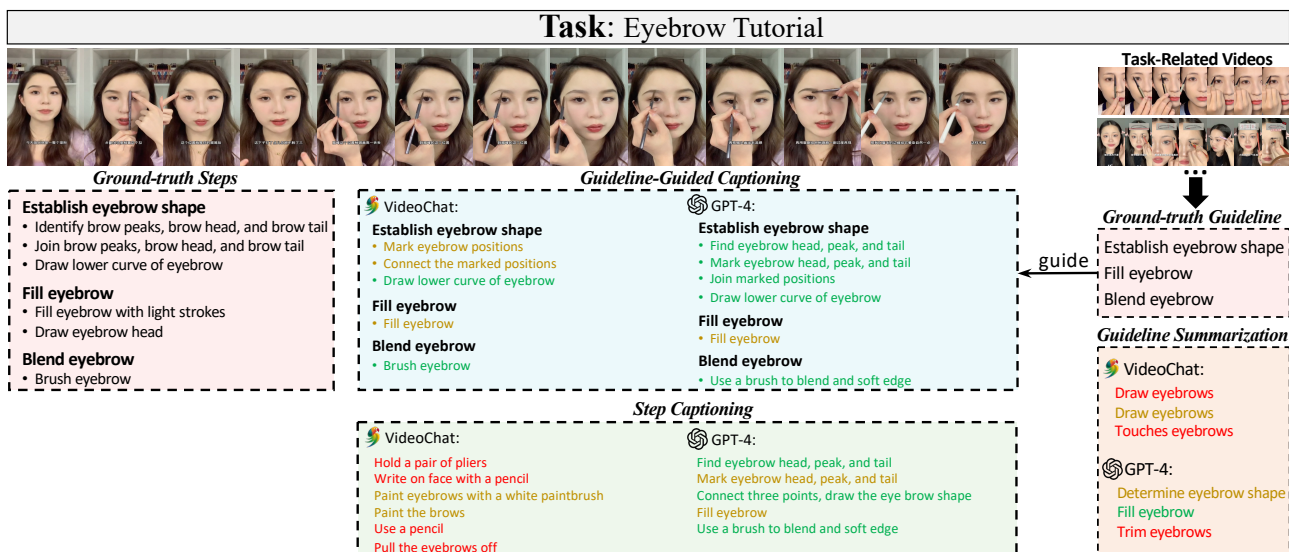 Task: Eyebrow Tutorial
Task-Related Videos
Ground-truth Steps
Establish eyebrow shape
• Identify brow peaks, brow head, and brow tail
• Join brow peaks, brow head, and brow tail
• Draw lower curve of eyebrow
Fill eyebrow
• Fill eyebrow with light strokes
• Draw eyebrow head
Blend eyebrow
• Brush eyebrow
Guideline-Guided Captioning
VideoChat:
Establish eyebrow shape
• Mark eyebrow positions
• Connect the marked positions
• Draw lower curve of eyebrow
Fill eyebrow
• Fill eyebrow
Blend eyebrow
• Brush eyebrow
GPT-4:
Establish eyebrow shape
• Find eyebrow head, peak, and tail
• Mark eyebrow head, peak, and tail
• Join marked positions
• Draw lower curve of eyebrow
Fill eyebrow
• Fill eyebrow
Blend eyebrow
• Use a brush to blend and soft edge
guide
Ground-truth Guideline
Establish eyebrow shape
Fill eyebrow
Blend eyebrow
Guideline Summarization
VideoChat:
Draw eyebrows
Draw eyebrows
Touches eyebrows
GPT-4:
Determine eyebrow shape
Fill eyebrow
Trim eyebrows
Step Captioning
VideoChat:
Hold a pair of pliers
Write on face with a pencil
Paint eyebrows with a white paintbrush
Paint the brows
Use a pencil
Pull the eyebrows off
GPT-4:
Find eyebrow head, peak, and tail
Mark eyebrow head, peak, and tail
Connect three points, draw the eye brow shape
Fill eyebrow
Use a brush to blend and soft edge